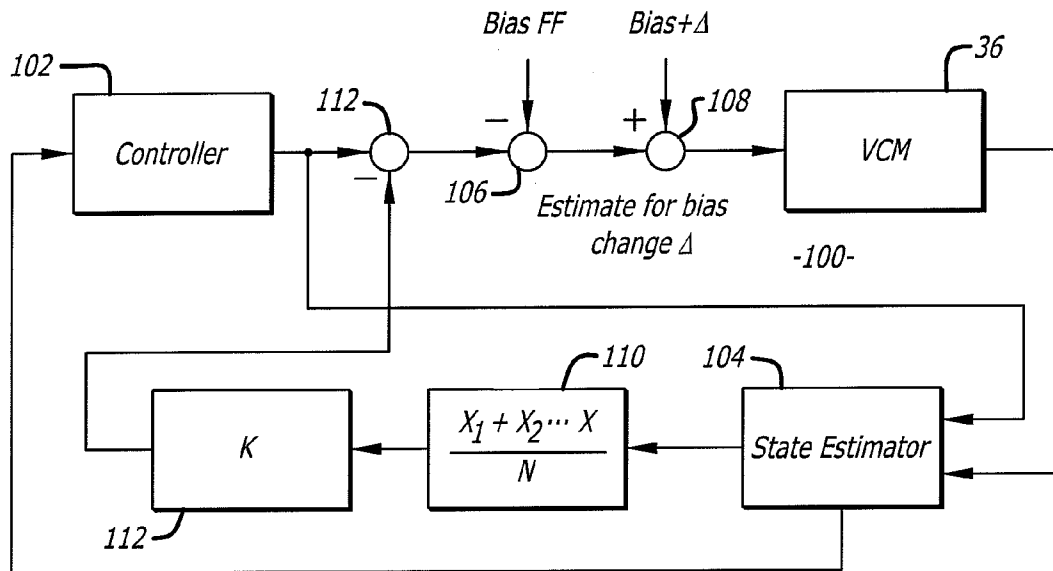 Bias FF
Bias+Δ
102
112
108
36
Controller
−
−
+
106
VCM
Estimate for bias
change Δ
-100-
110
104
K
X1 + X2 ··· X
N
State Estimator
112